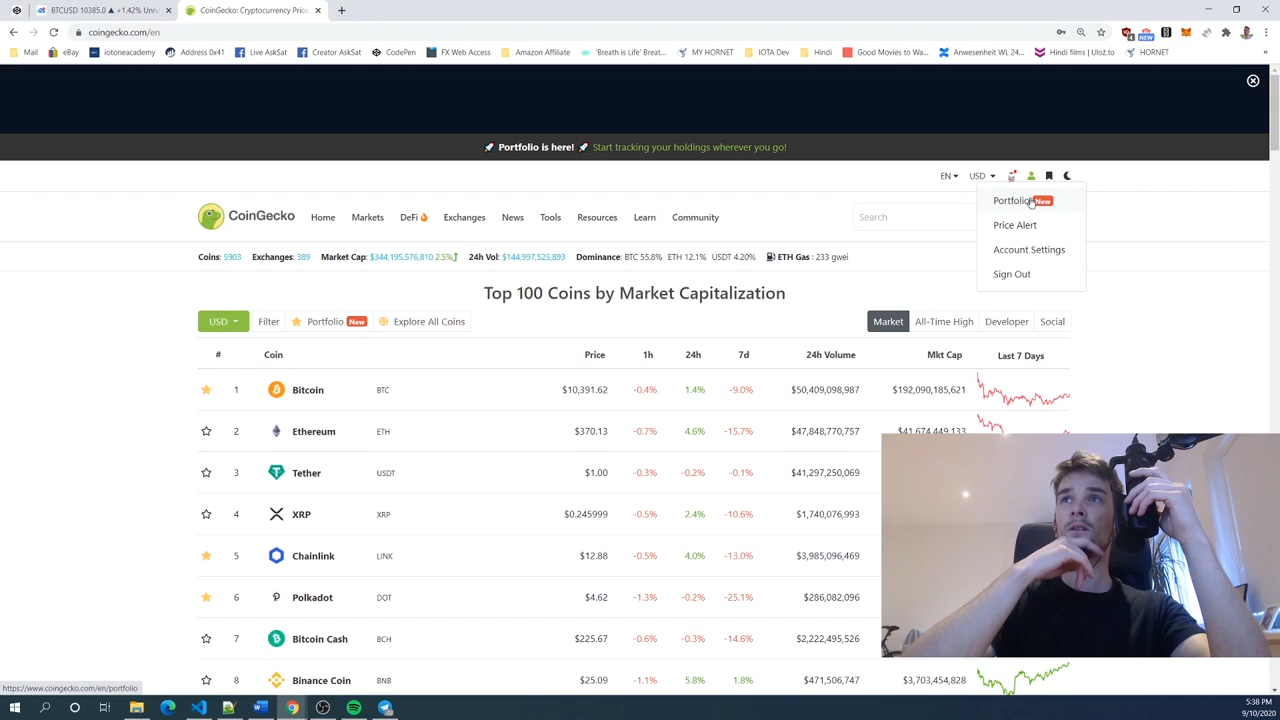 BTCUSD 10385.0 ▲ +1.42% Unn
CoinGecko: Cryptocurrency Price
coingecko.com/en
Mail eBay iotoneacademy Address 0x41 Live AskSat Creator AskSat CodePen FX Web Access Amazon Affiliate 'Breath is Life' Breat... MY HORNET IOTA Dev Hindi Good Movies to Wa... Anwesenheit WL 24... Hindi films | Ulož.to HORNET
Portfolio is here! Start tracking your holdings wherever you go!
EN USD
CoinGecko Home Markets DeFi Exchanges News Tools Resources Learn Community Search
Portfolio New
Price Alert
Account Settings
Sign Out
Coins: 5903 Exchanges: 389 Market Cap: $344,195,576,810 2.5% 24h Vol: $144,997,525,893 Dominance: BTC 55.8% ETH 12.1% USDT 4.20% ETH Gas : 233 gwei
Top 100 Coins by Market Capitalization
USD Filter Portfolio New Explore All Coins Market All-Time High Developer Social
# Coin Price 1h 24h 7d 24h Volume Mkt Cap Last 7 Days
1 Bitcoin BTC $10,391.62 -0.4% 1.4% -9.0% $50,409,098,987 $192,090,185,621
2 Ethereum ETH $370.13 -0.7% 4.6% -15.7% $47,848,770,757 $41,674,449,133
3 Tether USDT $1.00 -0.3% -0.2% -0.1% $41,297,250,069
4 XRP XRP $0.245999 -0.5% 2.4% -10.6% $1,740,076,993
5 Chainlink LINK $12.88 -0.5% 4.0% -13.0% $3,985,096,469
6 Polkadot DOT $4.62 -1.3% -0.2% -25.1% $286,082,096
7 Bitcoin Cash BCH $225.67 -0.6% -0.3% -14.6% $2,222,495,526
8 Binance Coin BNB $25.09 -1.1% 5.8% 1.8% $471,506,747 $3,703,454,828
https://www.coingecko.com/en/portfolio
5:38 PM
9/10/2020